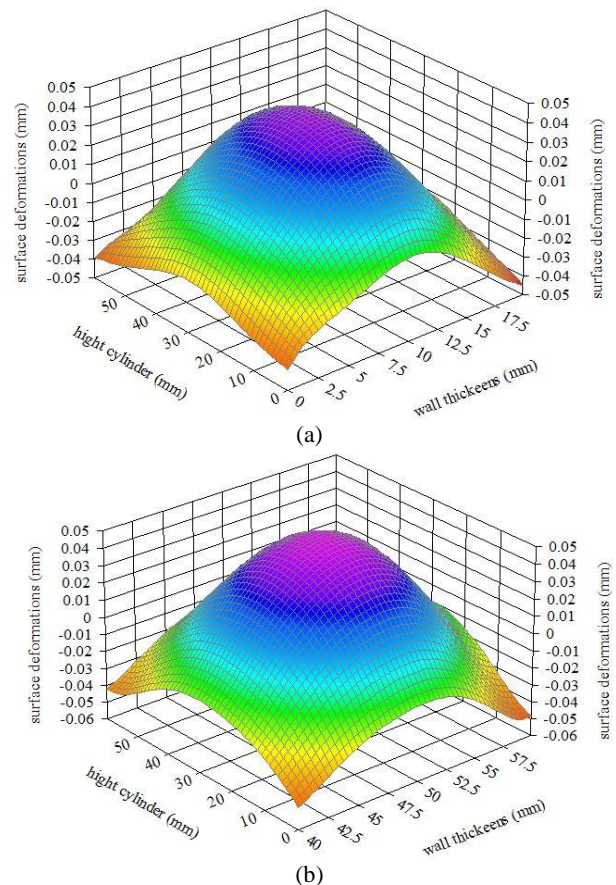 0.05 0.04 0.03 0.02 0.01 0 -0.01 -0.02 -0.03 -0.04 -0.05
surface deformations (mm)
0.05 0.04 0.03 0.02 0.01 0 -0.01 -0.02 -0.03 -0.04 -0.05
surface deformations (mm)
50 40 30 20 10 0
hight cylinder (mm)
0 2.5 5 7.5 10 12.5 15 17.5
wall thickeens (mm)
(a)
0.05 0.04 0.03 0.02 0.01 0 -0.01 -0.02 -0.03 -0.04 -0.05 -0.06
surface deformations (mm)
0.05 0.04 0.03 0.02 0.01 0 -0.01 -0.02 -0.03 -0.04 -0.05 -0.06
surface deformations (mm)
50 40 30 20 10 0
hight cylinder (mm)
40 42.5 45 47.5 50 52.5 55 57.5
wall thickeens (mm)
(b)